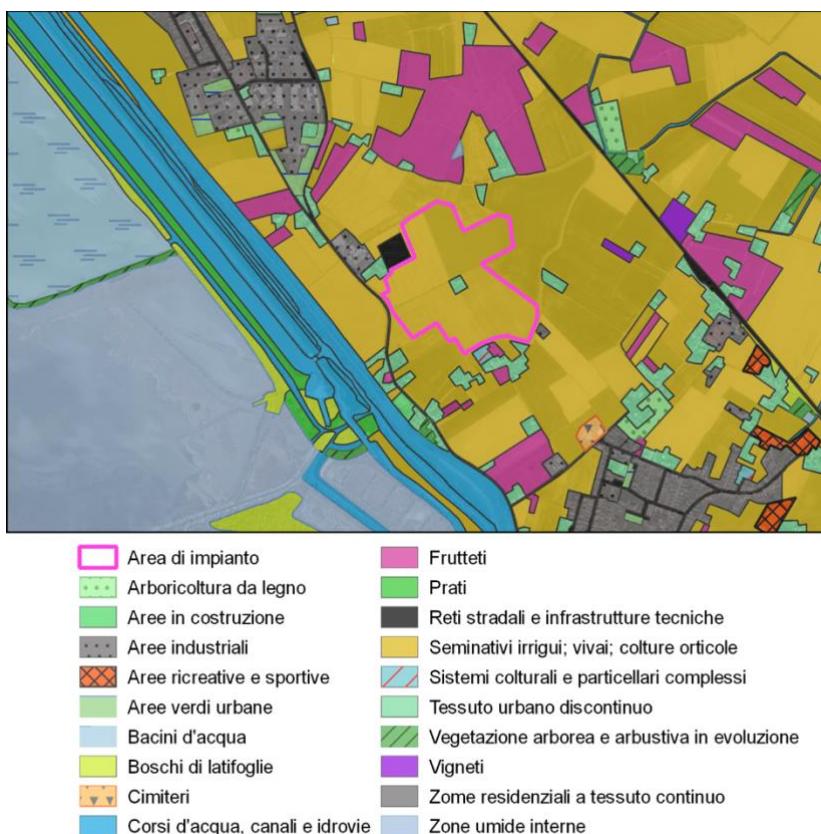 Area di impianto
Arboricoltura da legno
Aree in costruzione
Aree industriali
Aree ricreative e sportive
Aree verdi urbane
Bacini d'acqua
Boschi di latifoglie
Cimiteri
Corsi d'acqua, canali e idrovie
Frutteti
Prati
Reti stradali e infrastrutture tecniche
Seminativi irrigui; vivai; colture orticole
Sistemi colturali e particellari complessi
Tessuto urbano discontinuo
Vegetazione arborea e arbustiva in evoluzione
Vigneti
Zome residenziali a tessuto continuo
Zone umide interne